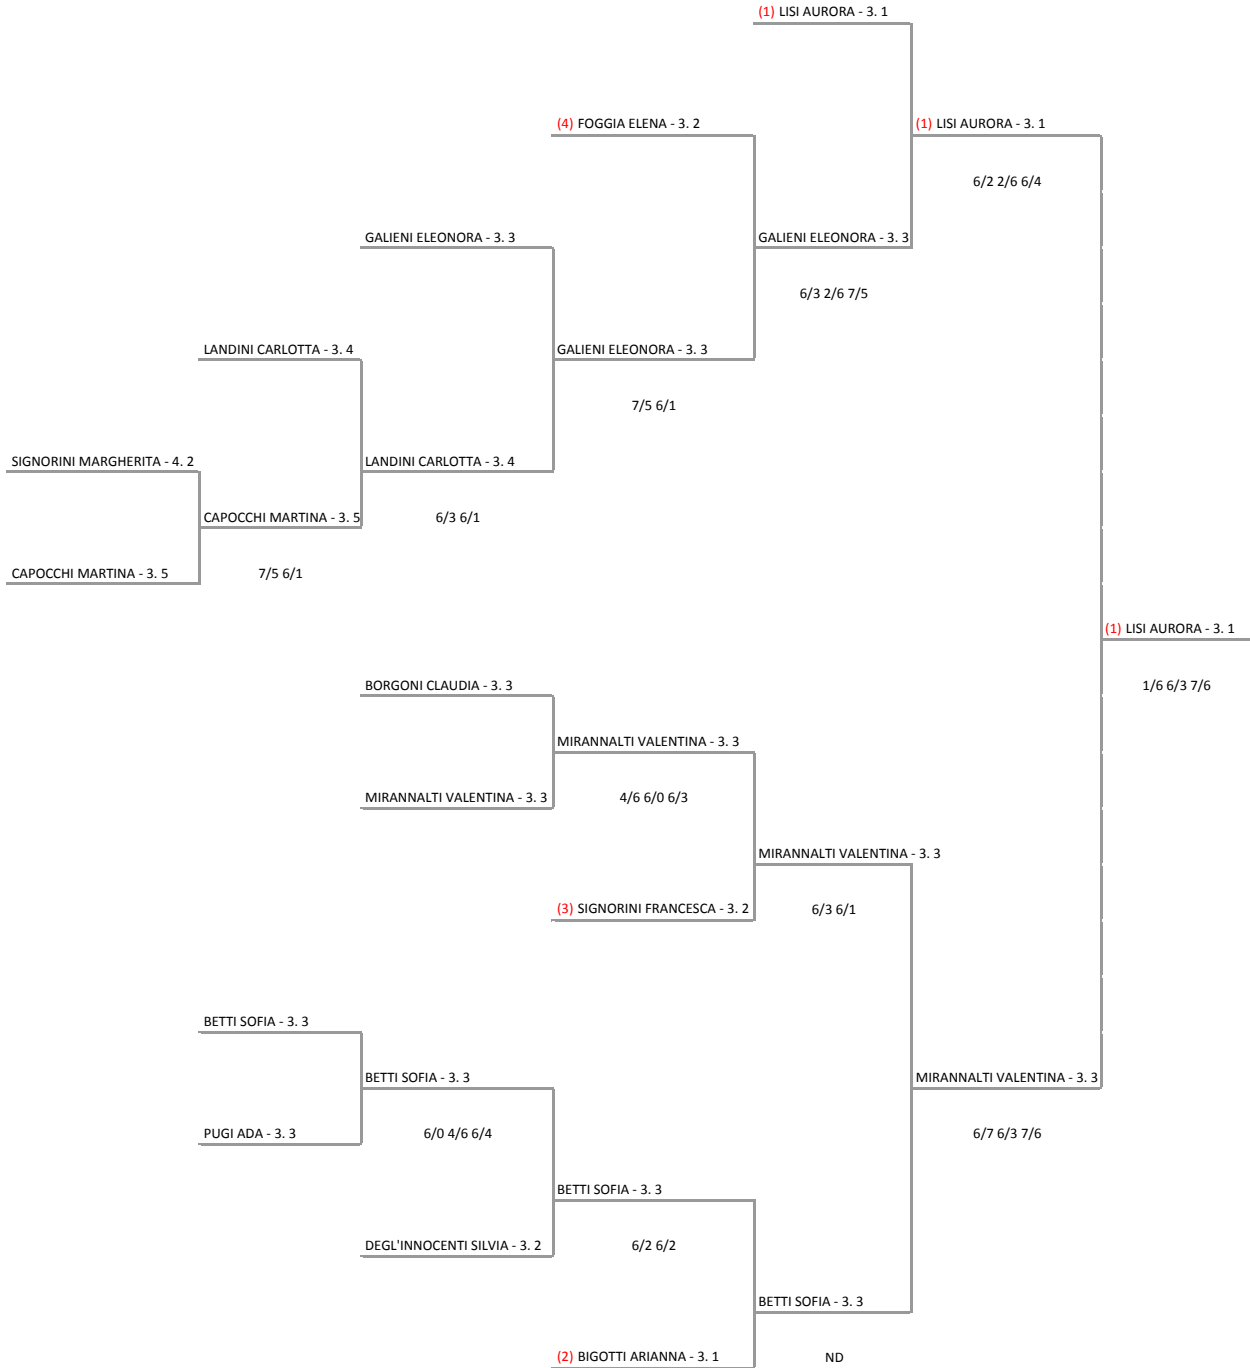 (1) LISI AURORA - 3. 1
(4) FOGGIA ELENA - 3. 2
(1) LISI AURORA - 3. 1
6/2 2/6 6/4
GALIENI ELEONORA - 3. 3
GALIENI ELEONORA - 3. 3
6/3 2/6 7/5
LANDINI CARLOTTA - 3. 4
GALIENI ELEONORA - 3. 3
7/5 6/1
SIGNORINI MARGHERITA - 4. 2
LANDINI CARLOTTA - 3. 4
CAPOCCHI MARTINA - 3. 5
6/3 6/1
CAPOCCHI MARTINA - 3. 5
7/5 6/1
(1) LISI AURORA - 3. 1
BORGONI CLAUDIA - 3. 3
1/6 6/3 7/6
MIRANNALTI VALENTINA - 3. 3
MIRANNALTI VALENTINA - 3. 3
4/6 6/0 6/3
MIRANNALTI VALENTINA - 3. 3
(3) SIGNORINI FRANCESCA - 3. 2
6/3 6/1
BETTI SOFIA - 3. 3
BETTI SOFIA - 3. 3
MIRANNALTI VALENTINA - 3. 3
PUGI ADA - 3. 3
6/0 4/6 6/4
6/7 6/3 7/6
BETTI SOFIA - 3. 3
DEGL'INNOCENTI SILVIA - 3. 2
6/2 6/2
BETTI SOFIA - 3. 3
(2) BIGOTTI ARIANNA - 3. 1
ND